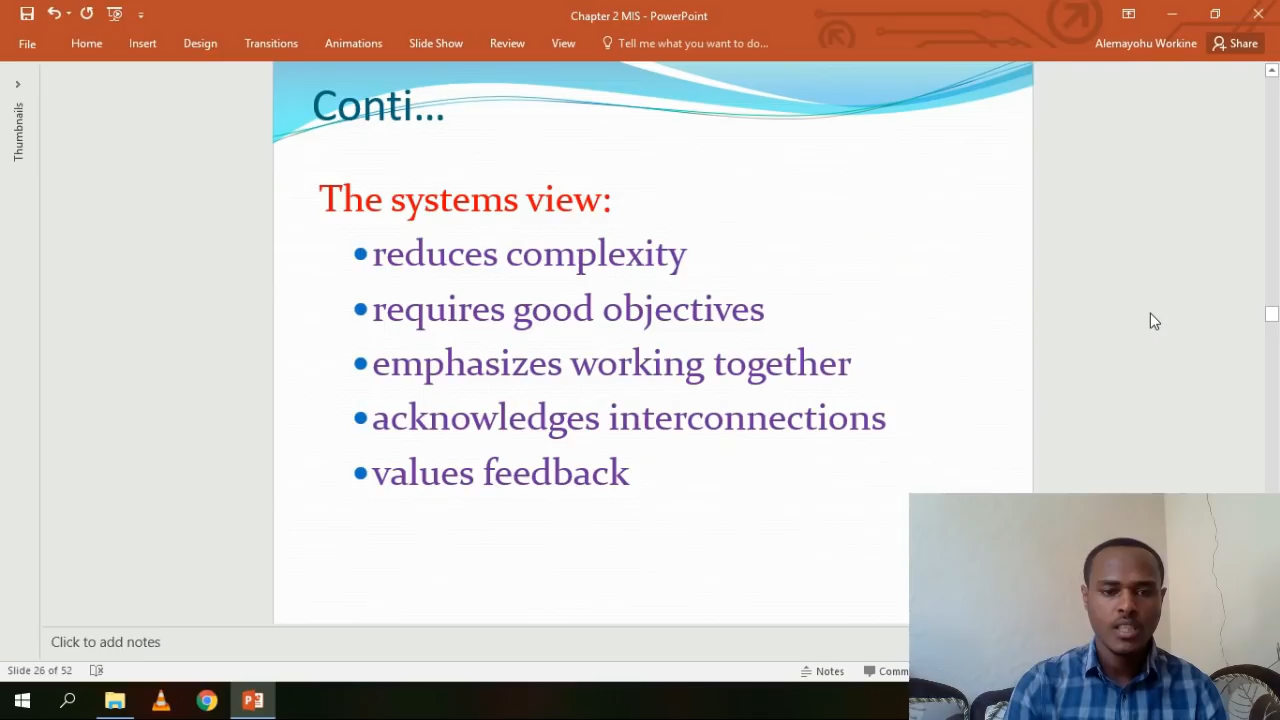 Chapter 2 MIS - PowerPoint
File Home Insert Design Transitions Animations Slide Show Review View Tell me what you want to do... Alemayohu Workine Share
Thumbnails
Conti...
The systems view:
•reduces complexity
•requires good objectives
•emphasizes working together
•acknowledges interconnections
•values feedback
Click to add notes
Slide 26 of 52 Notes Comm